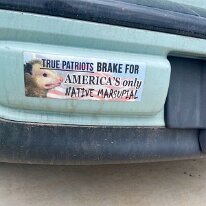 TRUE PATRIOTS BRAKE FOR
AMERICA'S only
NATIVE MARSUPIAL